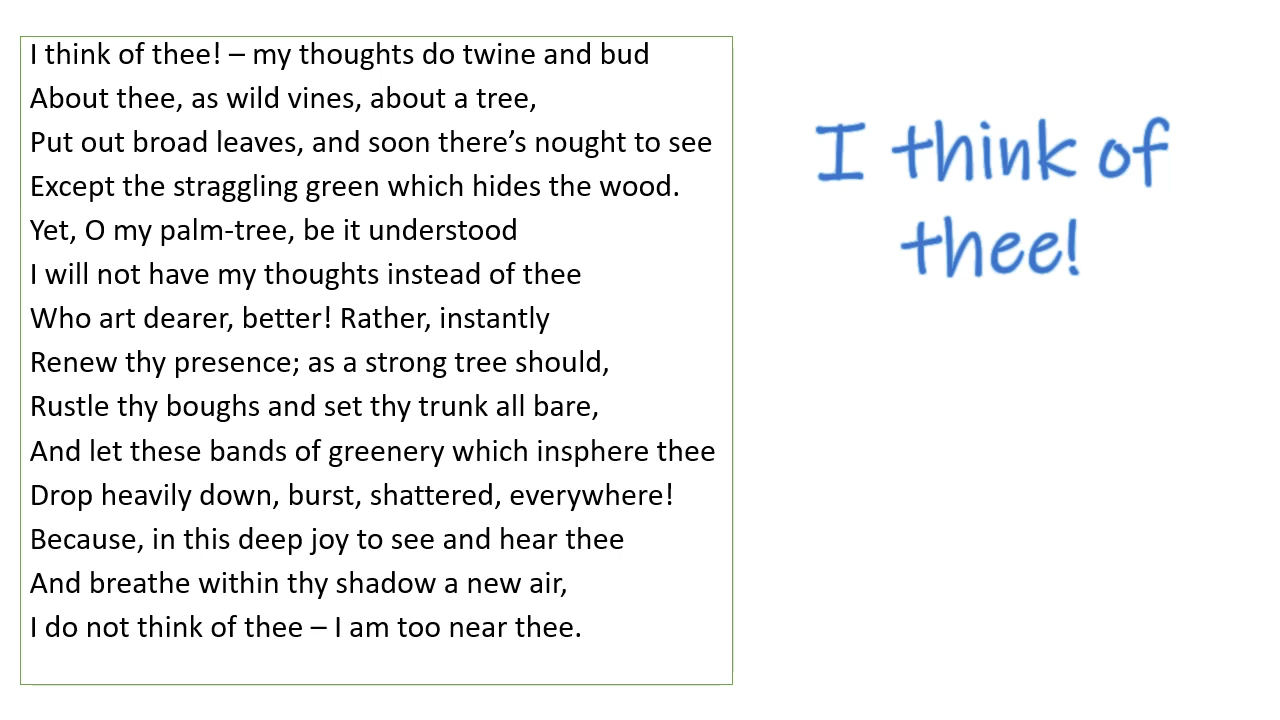 I think of thee! – my thoughts do twine and bud
About thee, as wild vines, about a tree,
Put out broad leaves, and soon there’s nought to see
Except the straggling green which hides the wood.
Yet, O my palm-tree, be it understood
I will not have my thoughts instead of thee
Who art dearer, better! Rather, instantly
Renew thy presence; as a strong tree should,
Rustle thy boughs and set thy trunk all bare,
And let these bands of greenery which insphere thee
Drop heavily down, burst, shattered, everywhere!
Because, in this deep joy to see and hear thee
And breathe within thy shadow a new air,
I do not think of thee – I am too near thee.
I think of
thee!